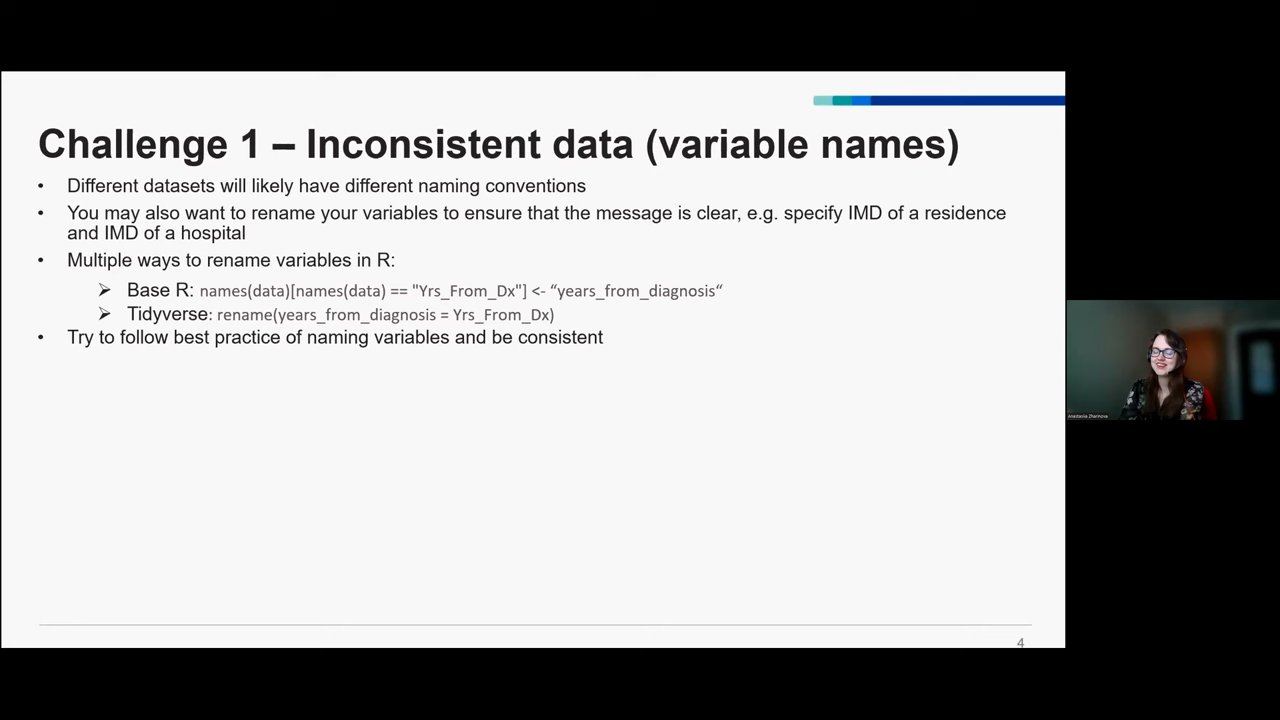 Challenge 1 – Inconsistent data (variable names)
• Different datasets will likely have different naming conventions
• You may also want to rename your variables to ensure that the message is clear, e.g. specify IMD of a residence
and IMD of a hospital
• Multiple ways to rename variables in R:
➢ Base R: names(data)[names(data) == "Yrs_From_Dx"] <- “years_from_diagnosis“
➢ Tidyverse: rename(years_from_diagnosis = Yrs_From_Dx)
• Try to follow best practice of naming variables and be consistent
4